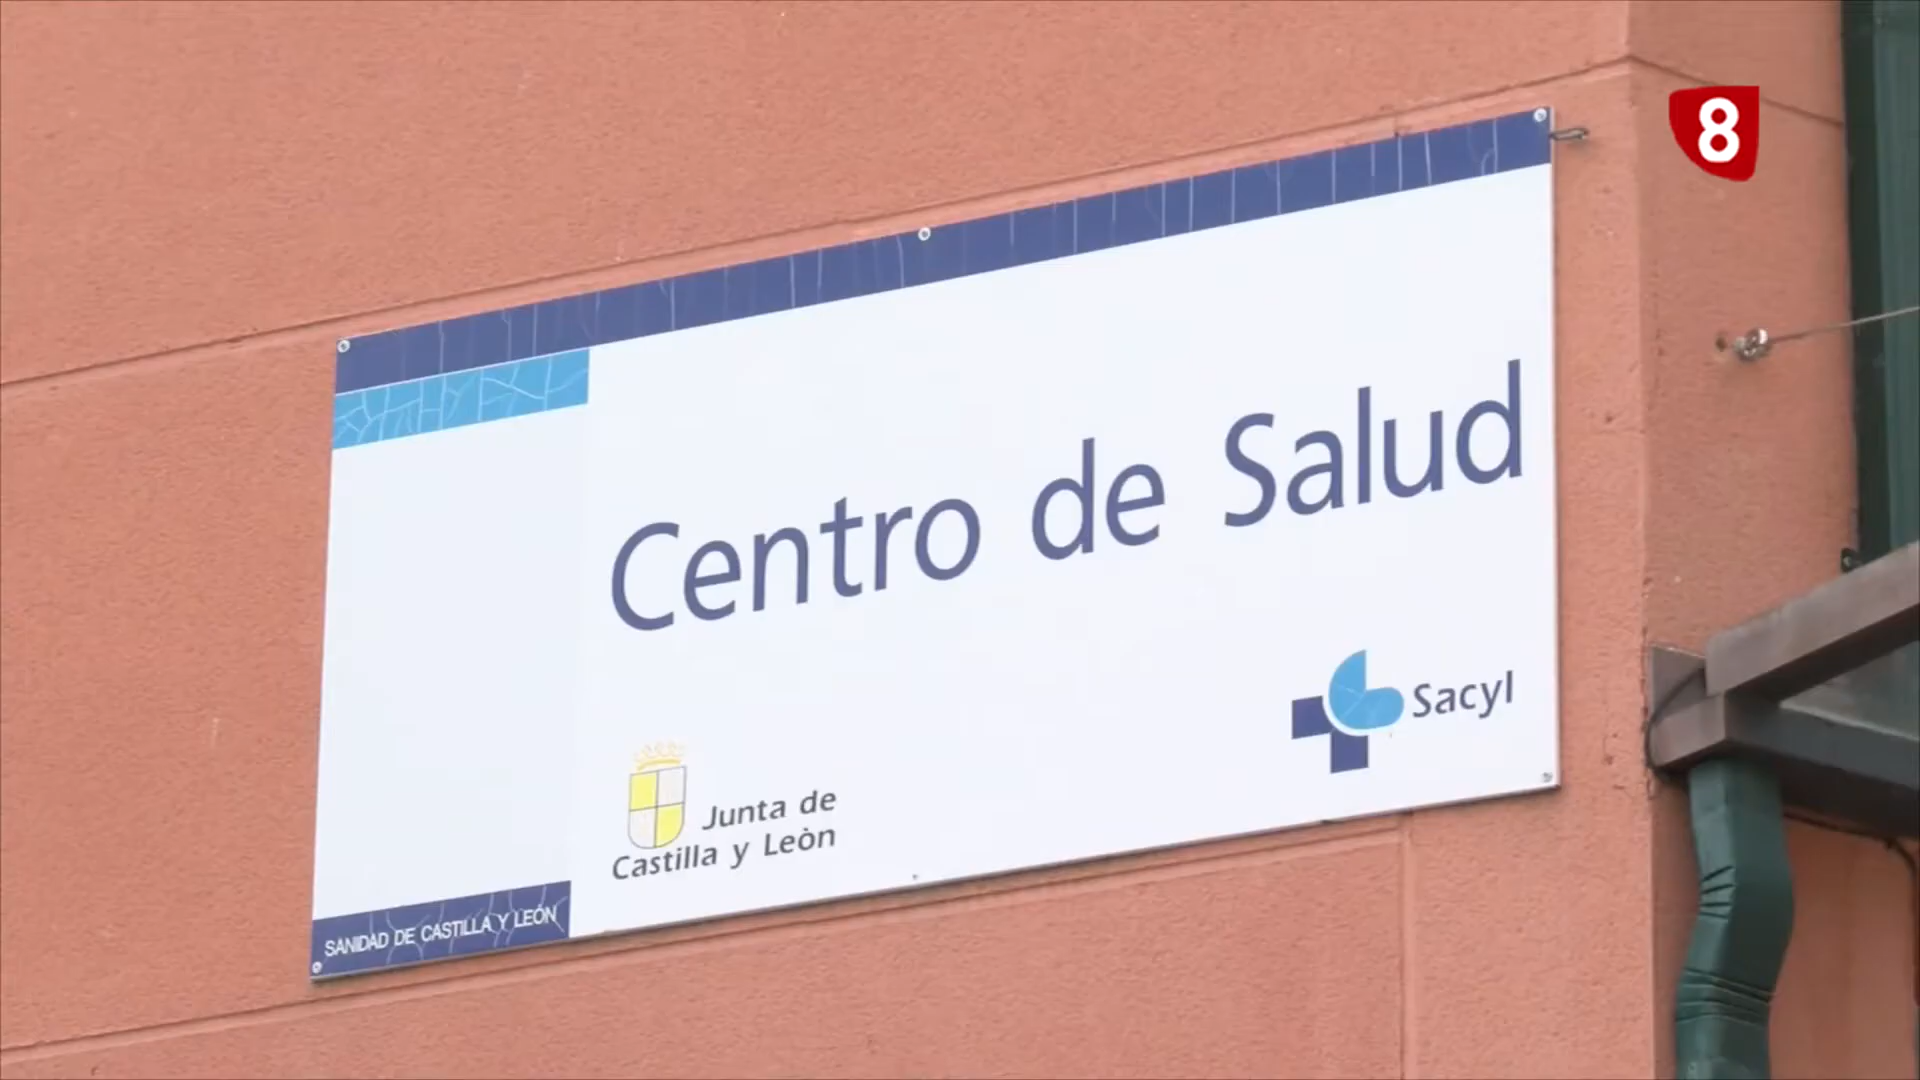 8
Centro de Salud
Sacyl
Junta de
Castilla y Leòn
SANIDAD DE CASTILLA Y LEÓN